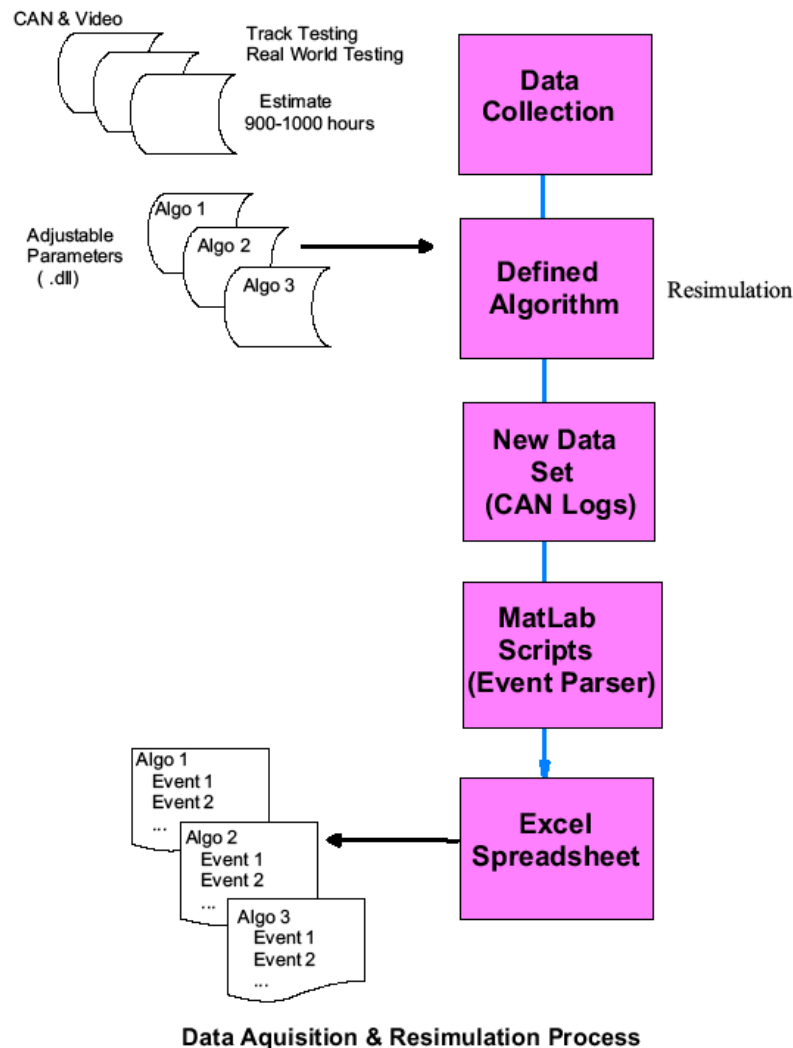 CAN & Video
Track Testing
Real World Testing
Estimate
900-1000 hours
Data
Collection
Algo 1
Algo 2
Algo 3
Adjustable
Parameters
( .dll)
Defined
Algorithm
Resimulation
New Data
Set
(CAN Logs)
MatLab
Scripts
(Event Parser)
Excel
Spreadsheet
Algo 1
Event 1
Event 2
...
Algo 2
Event 1
Event 2
...
Algo 3
Event 1
Event 2
...
Data Aquisition & Resimulation Process